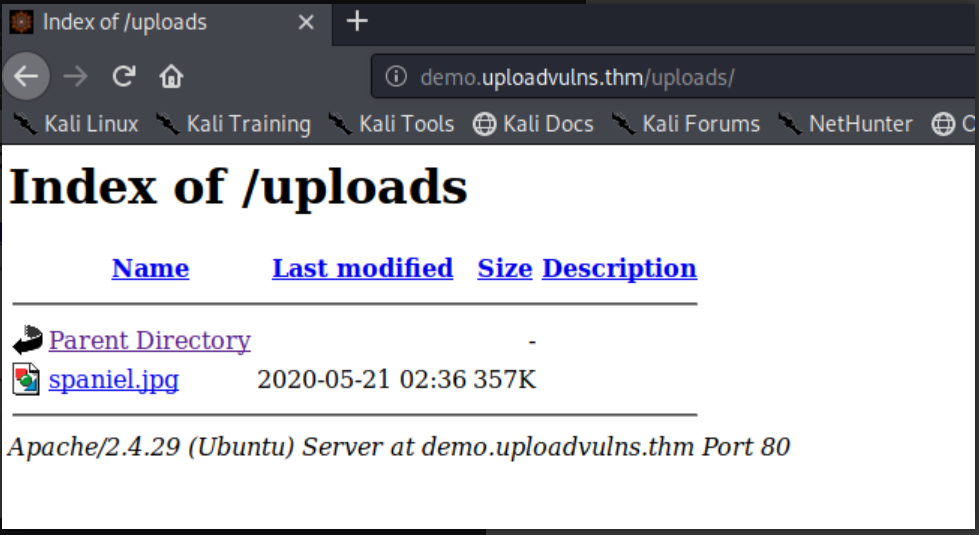 Index of /uploads
demo.uploadvulns.thm/uploads/
Kali Linux Kali Training Kali Tools Kali Docs Kali Forums NetHunter
Index of /uploads
Name Last modified Size Description
Parent Directory -
spaniel.jpg 2020-05-21 02:36 357K
Apache/2.4.29 (Ubuntu) Server at demo.uploadvulns.thm Port 80